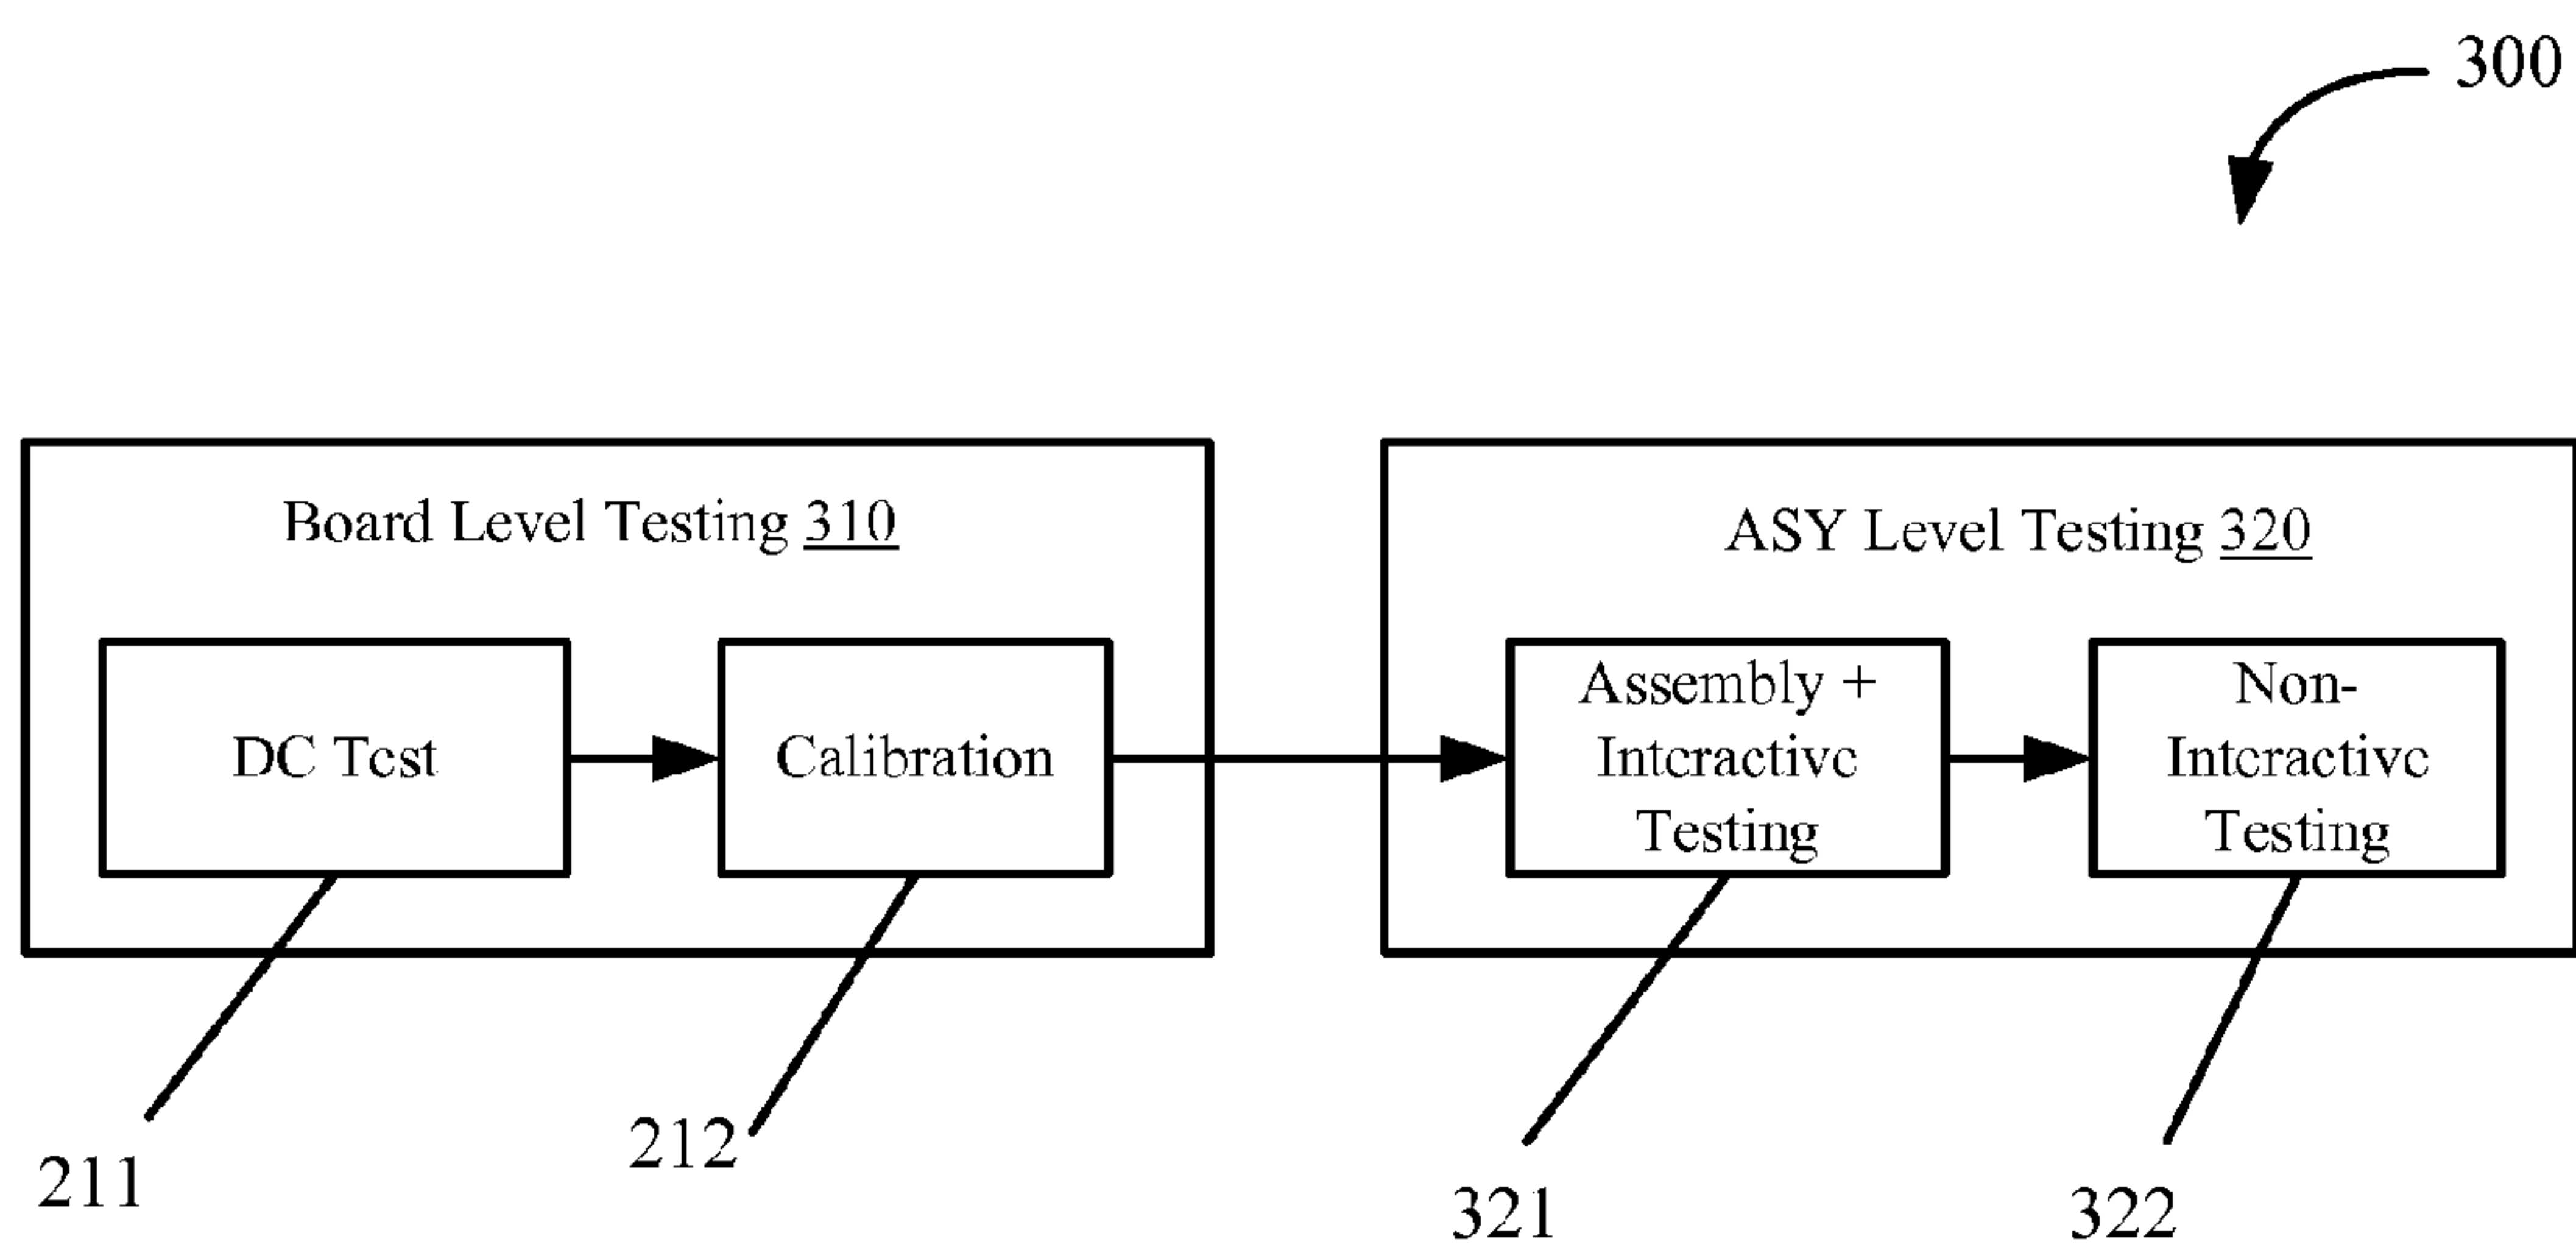 300
Board Level Testing 310
ASY Level Testing 320
DC Test
Calibration
Assembly +
Interactive
Testing
Non-
Interactive
Testing
211
212
321
322